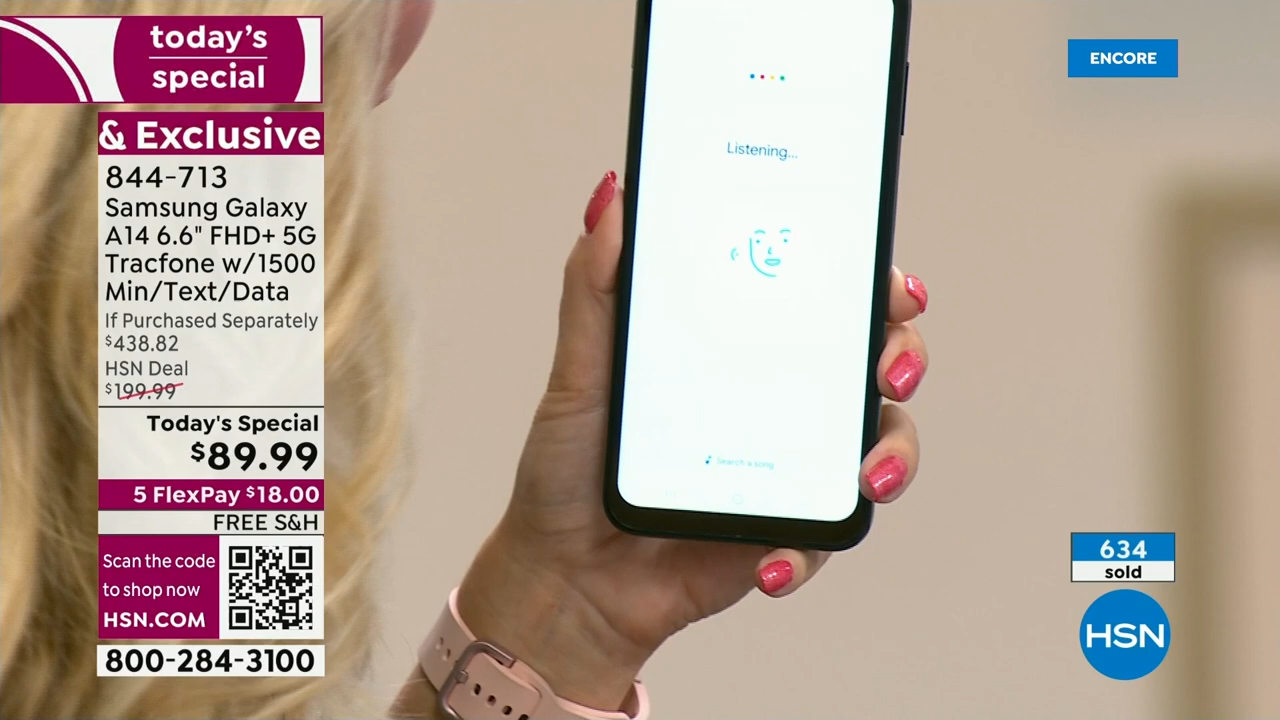 today's
special
& Exclusive
844-713
Samsung Galaxy
A14 6.6" FHD+ 5G
Tracfone w/1500
Min/Text/Data
If Purchased Separately
$438.82
HSN Deal
$199.99
Today's Special
$89.99
5 FlexPay $18.00
FREE S&H
Scan the code
to shop now
HSN.COM
800-284-3100
Listening...
Search a song
ENCORE
634
sold
HSN